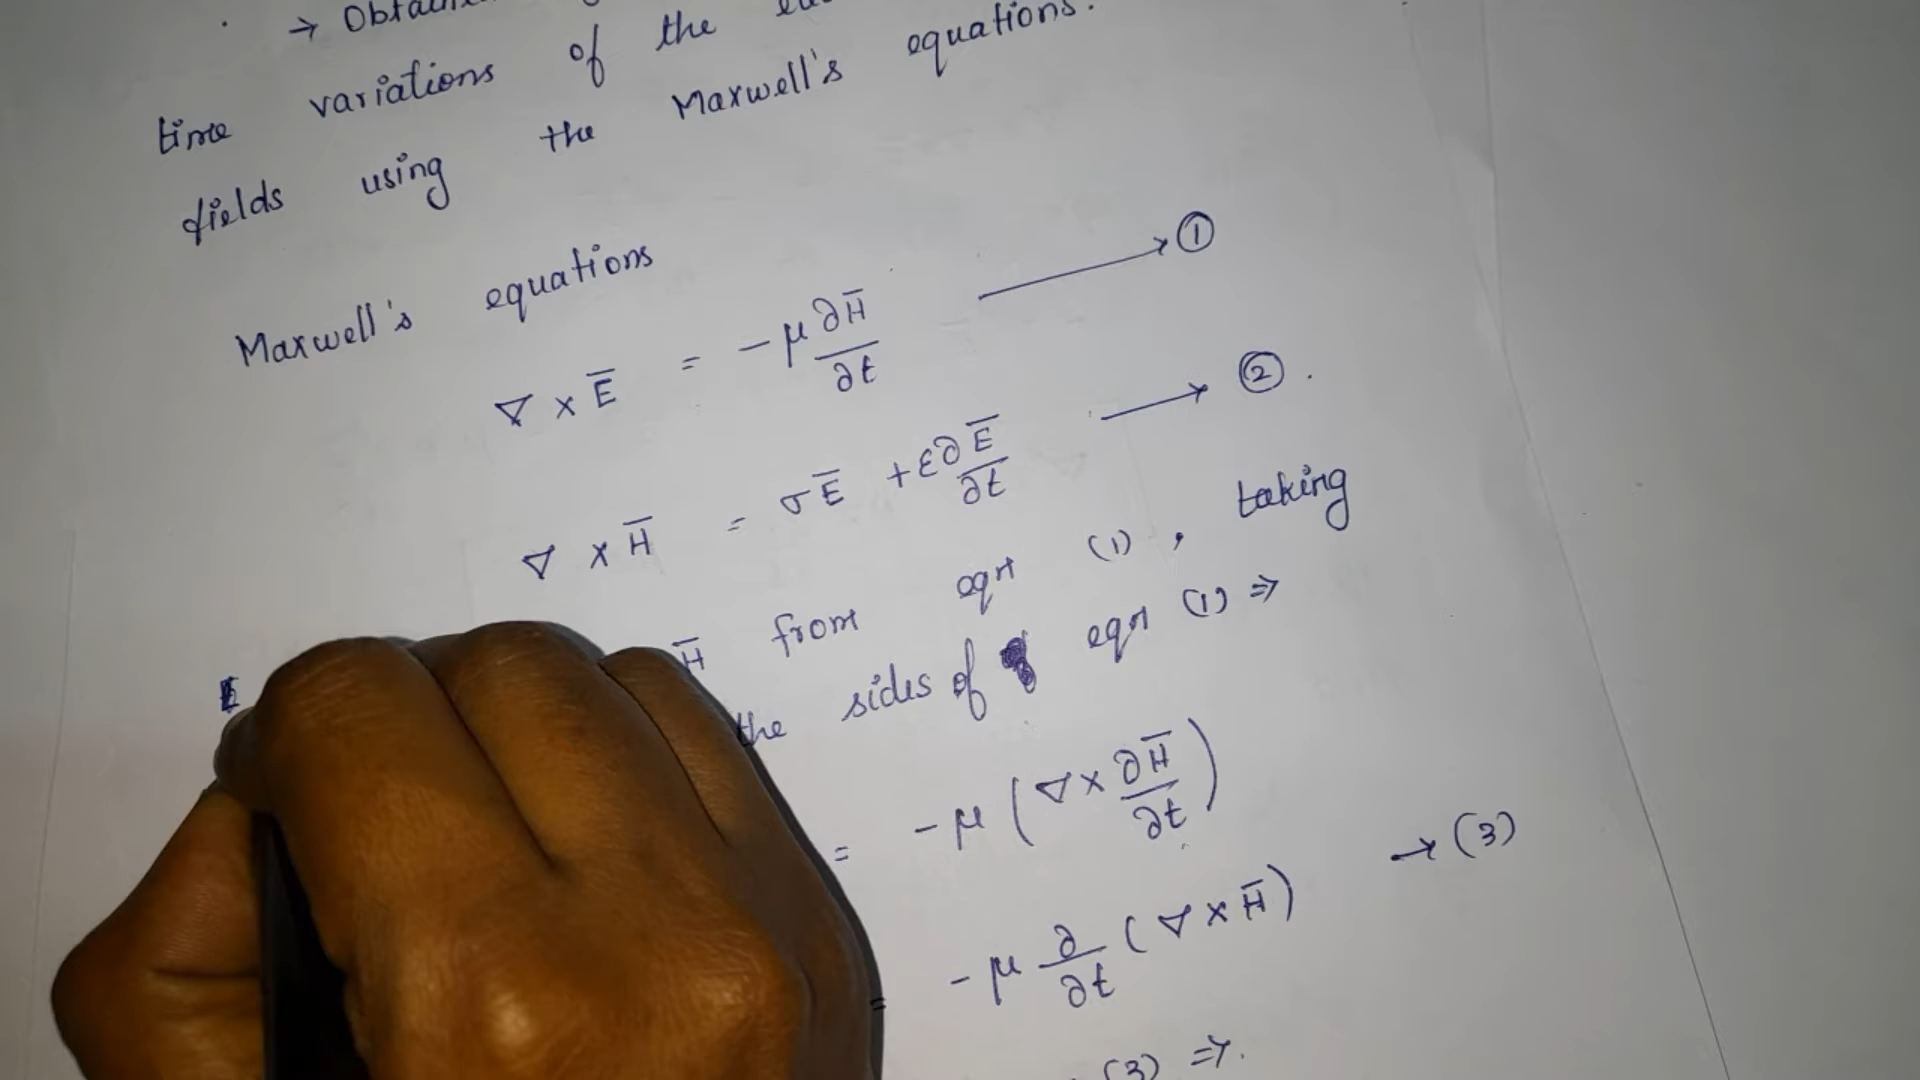 →
time variations of the
fields using the Maxwell's equations.
Maxwell's equations
∇ × E̅ = -μ ∂H̅/∂t → ①
∇ × H̅ = σE̅ + ε∂E̅/∂t → ② .
H̅ from eqn (1) , taking
the sides of eqn (1) ⇒
= -μ (∇ × ∂H̅/∂t)
= -μ ∂/∂t (∇ × H̅) → (3)
(3) ⇒.